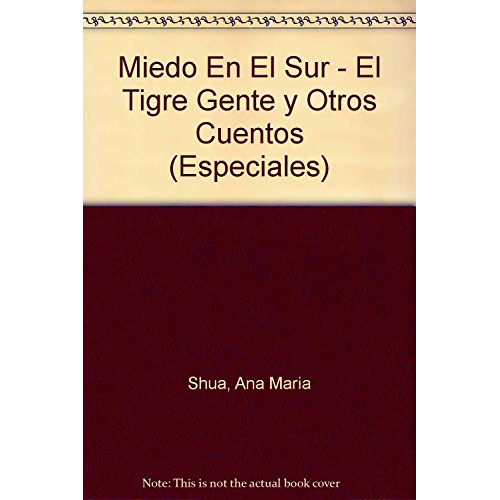 Miedo En El Sur - El
Tigre Gente y Otros
Cuentos
(Especiales)
Shua, Ana Maria
Note: This is not the actual book cover